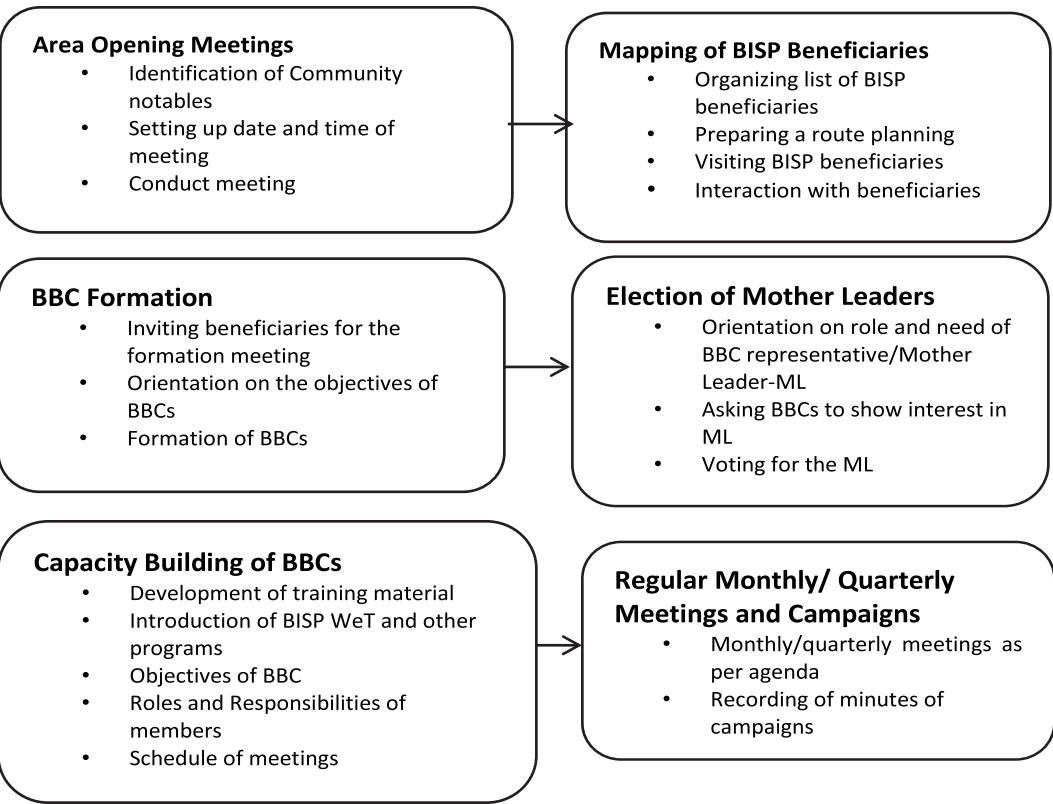 Area Opening Meetings
• Identification of Community
notables
• Setting up date and time of
meeting
• Conduct meeting
Mapping of BISP Beneficiaries
• Organizing list of BISP
beneficiaries
• Preparing a route planning
• Visiting BISP beneficiaries
• Interaction with beneficiaries
BBC Formation
• Inviting beneficiaries for the
formation meeting
• Orientation on the objectives of
BBCs
• Formation of BBCs
Election of Mother Leaders
• Orientation on role and need of
BBC representative/Mother
Leader-ML
• Asking BBCs to show interest in
ML
• Voting for the ML
Capacity Building of BBCs
• Development of training material
• Introduction of BISP WeT and other
programs
• Objectives of BBC
• Roles and Responsibilities of
members
• Schedule of meetings
Regular Monthly/ Quarterly
Meetings and Campaigns
• Monthly/quarterly meetings as
per agenda
• Recording of minutes of
campaigns